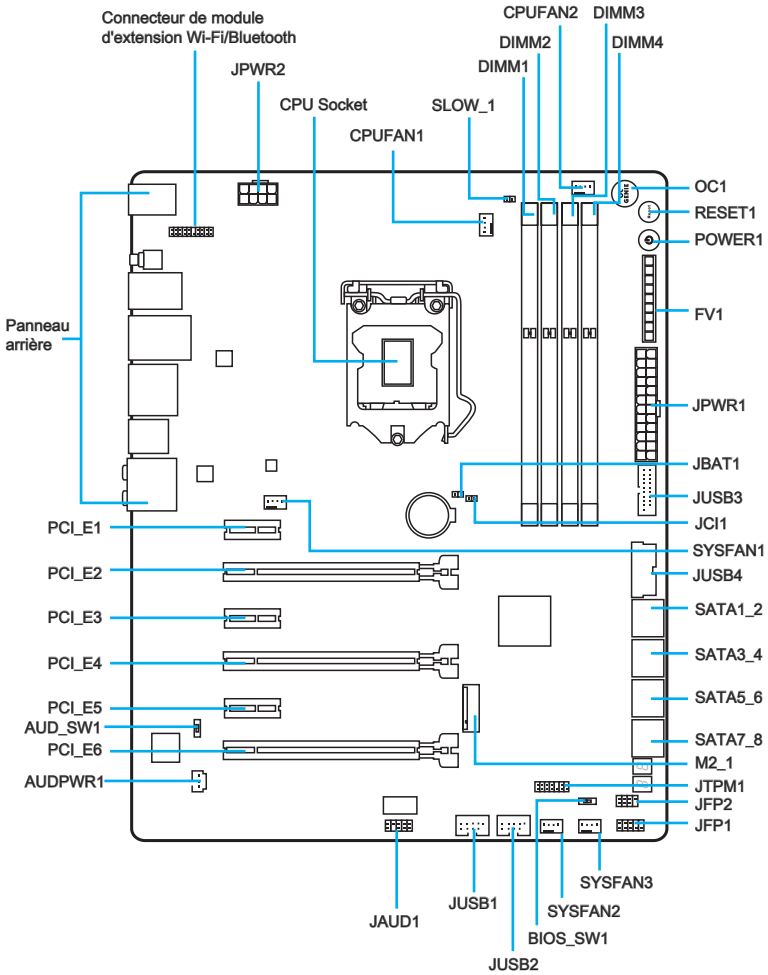 Connecteur de module
d'extension Wi-Fi/Bluetooth
JPWR2
CPU Socket
CPUFAN1
SLOW_1
DIMM1
DIMM2
CPUFAN2
DIMM3
DIMM4
GENIE
OC1
RESET1
POWER1
FV1
JPWR1
JBAT1
JUSB3
JCI1
SYSFAN1
JUSB4
SATA1_2
SATA3_4
SATA5_6
SATA7_8
M2_1
JTPM1
JFP2
JFP1
Panneau
arrière
PCI_E1
PCI_E2
PCI_E3
PCI_E4
PCI_E5
AUD_SW1
PCI_E6
AUDPWR1
JAUD1
JUSB1
JUSB2
BIOS_SW1
SYSFAN2
SYSFAN3